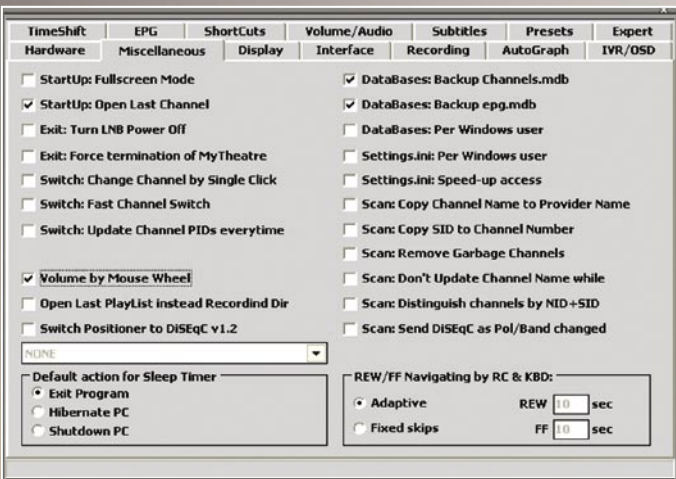 TimeShift EPG ShortCuts Volume/Audio Subtitles Presets Expert
Hardware Miscellaneous Display Interface Recording AutoGraph IVR/OSD
StartUp: Fullscreen Mode
StartUp: Open Last Channel
Exit: Turn LNB Power Off
Exit: Force termination of MyTheatre
Switch: Change Channel by Single Click
Switch: Fast Channel Switch
Switch: Update Channel PIDs everytime
Volume by Mouse Wheel
Open Last PlayList instead Recordind Dir
Switch Positioner to DiSEqC v1.2
NONE
DataBases: Backup Channels.mdb
DataBases: Backup epg.mdb
DataBases: Per Windows user
Settings.ini: Per Windows user
Settings.ini: Speed-up access
Scan: Copy Channel Name to Provider Name
Scan: Copy SID to Channel Number
Scan: Remove Garbage Channels
Scan: Don't Update Channel Name while
Scan: Distinguish channels by NID+SID
Scan: Send DiSEqC as Pol/Band changed
Default action for Sleep Timer
Exit Program
Hibernate PC
Shutdown PC
REW/FF Navigating by RC & KBD:
Adaptive REW 10 sec
Fixed skips FF 10 sec